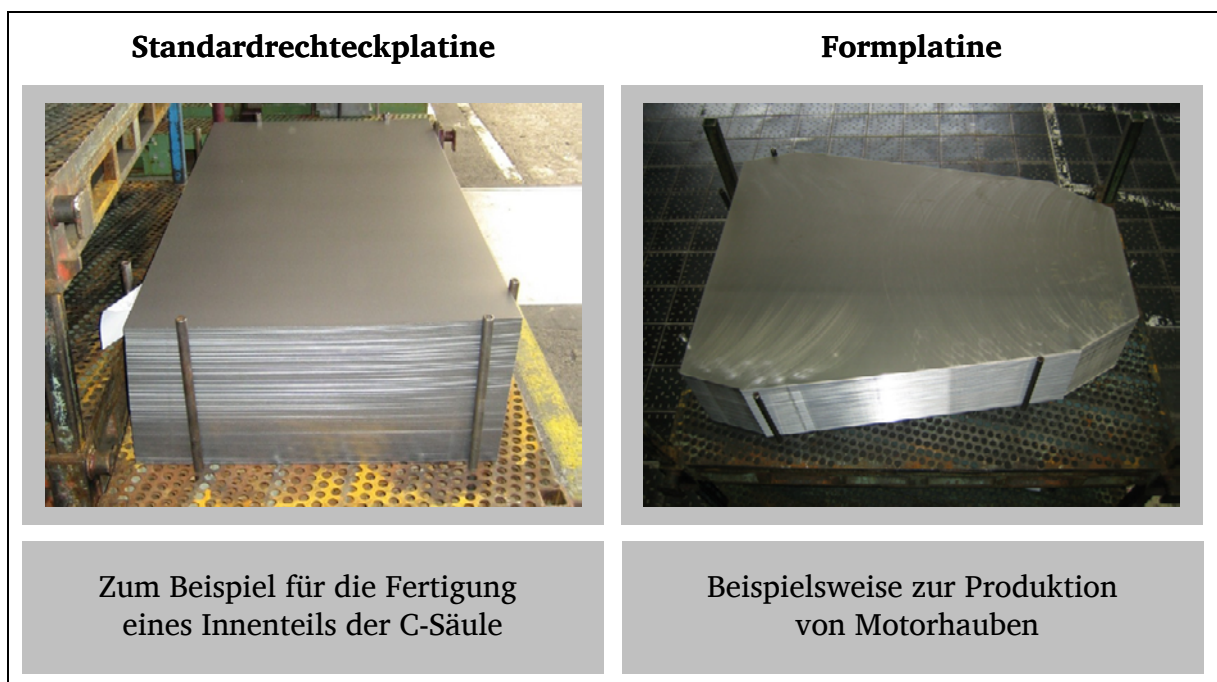 Standardrechteckplatine
Formplatine
Zum Beispiel für die Fertigung
eines Innenteils der C-Säule
Beispielsweise zur Produktion
von Motorhauben